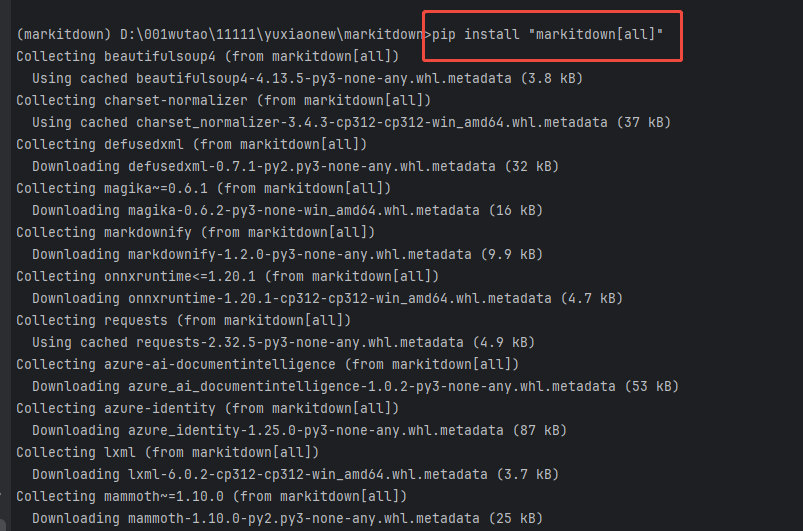 (markitdown) D:\001wutao\11111\yuxiaonew\markitdown>pip install "markitdown[all]"
Collecting beautifulsoup4 (from markitdown[all])
  Using cached beautifulsoup4-4.13.5-py3-none-any.whl.metadata (3.8 kB)
Collecting charset-normalizer (from markitdown[all])
  Using cached charset_normalizer-3.4.3-cp312-cp312-win_amd64.whl.metadata (37 kB)
Collecting defusedxml (from markitdown[all])
  Downloading defusedxml-0.7.1-py2.py3-none-any.whl.metadata (32 kB)
Collecting magika~=0.6.1 (from markitdown[all])
  Downloading magika-0.6.2-py3-none-win_amd64.whl.metadata (16 kB)
Collecting markdownify (from markitdown[all])
  Downloading markdownify-1.2.0-py3-none-any.whl.metadata (9.9 kB)
Collecting onnxruntime<=1.20.1 (from markitdown[all])
  Downloading onnxruntime-1.20.1-cp312-cp312-win_amd64.whl.metadata (4.7 kB)
Collecting requests (from markitdown[all])
  Using cached requests-2.32.5-py3-none-any.whl.metadata (4.9 kB)
Collecting azure-ai-documentintelligence (from markitdown[all])
  Downloading azure_ai_documentintelligence-1.0.2-py3-none-any.whl.metadata (53 kB)
Collecting azure-identity (from markitdown[all])
  Downloading azure_identity-1.25.0-py3-none-any.whl.metadata (87 kB)
Collecting lxml (from markitdown[all])
  Downloading lxml-6.0.2-cp312-cp312-win_amd64.whl.metadata (3.7 kB)
Collecting mammoth~=1.10.0 (from markitdown[all])
  Downloading mammoth-1.10.0-py2.py3-none-any.whl.metadata (25 kB)